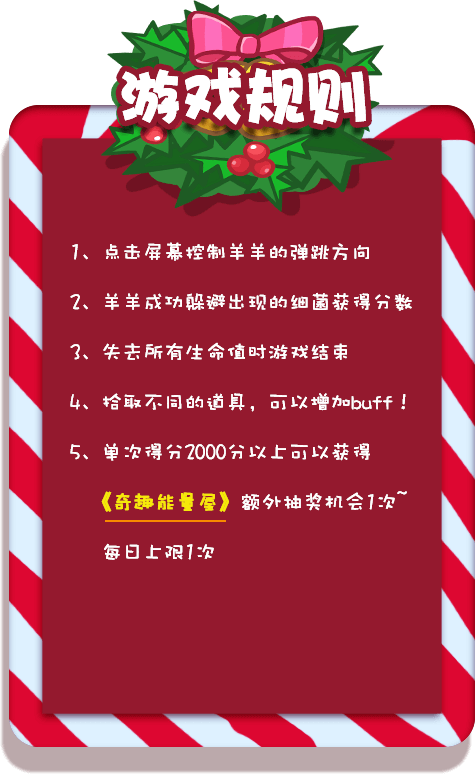 游戏规则
1、点击屏幕控制羊羊的弹跳方向
2、羊羊成功躲避出现的细菌获得分数
3、失去所有生命值时游戏结束
4、拾取不同的道具，可以增加buff！
5、单次得分2000分以上可以获得
《奇趣能量屋》额外抽奖机会1次~
每日上限1次